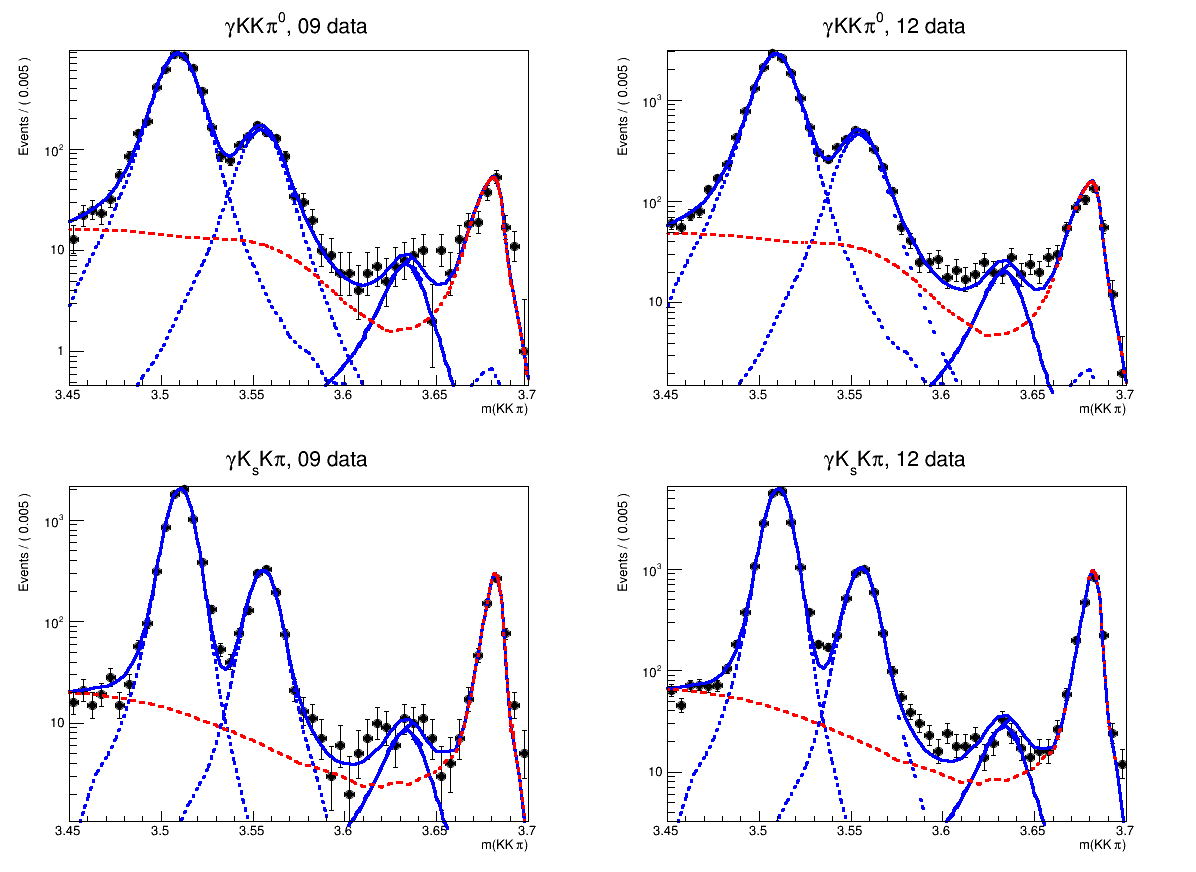 γKKπ⁰, 09 data
Events / ( 0.005 )
10²
10
1
3.45 3.5 3.55 3.6 3.65 3.7
m(KK π)
γKKπ⁰, 12 data
Events / ( 0.005 )
10³
10²
10
3.45 3.5 3.55 3.6 3.65 3.7
m(KK π)
γKₛKπ, 09 data
Events / ( 0.005 )
10³
10²
10
3.45 3.5 3.55 3.6 3.65 3.7
m(KK π)
γKₛKπ, 12 data
Events / ( 0.005 )
10³
10²
10
3.45 3.5 3.55 3.6 3.65 3.7
m(KK π)